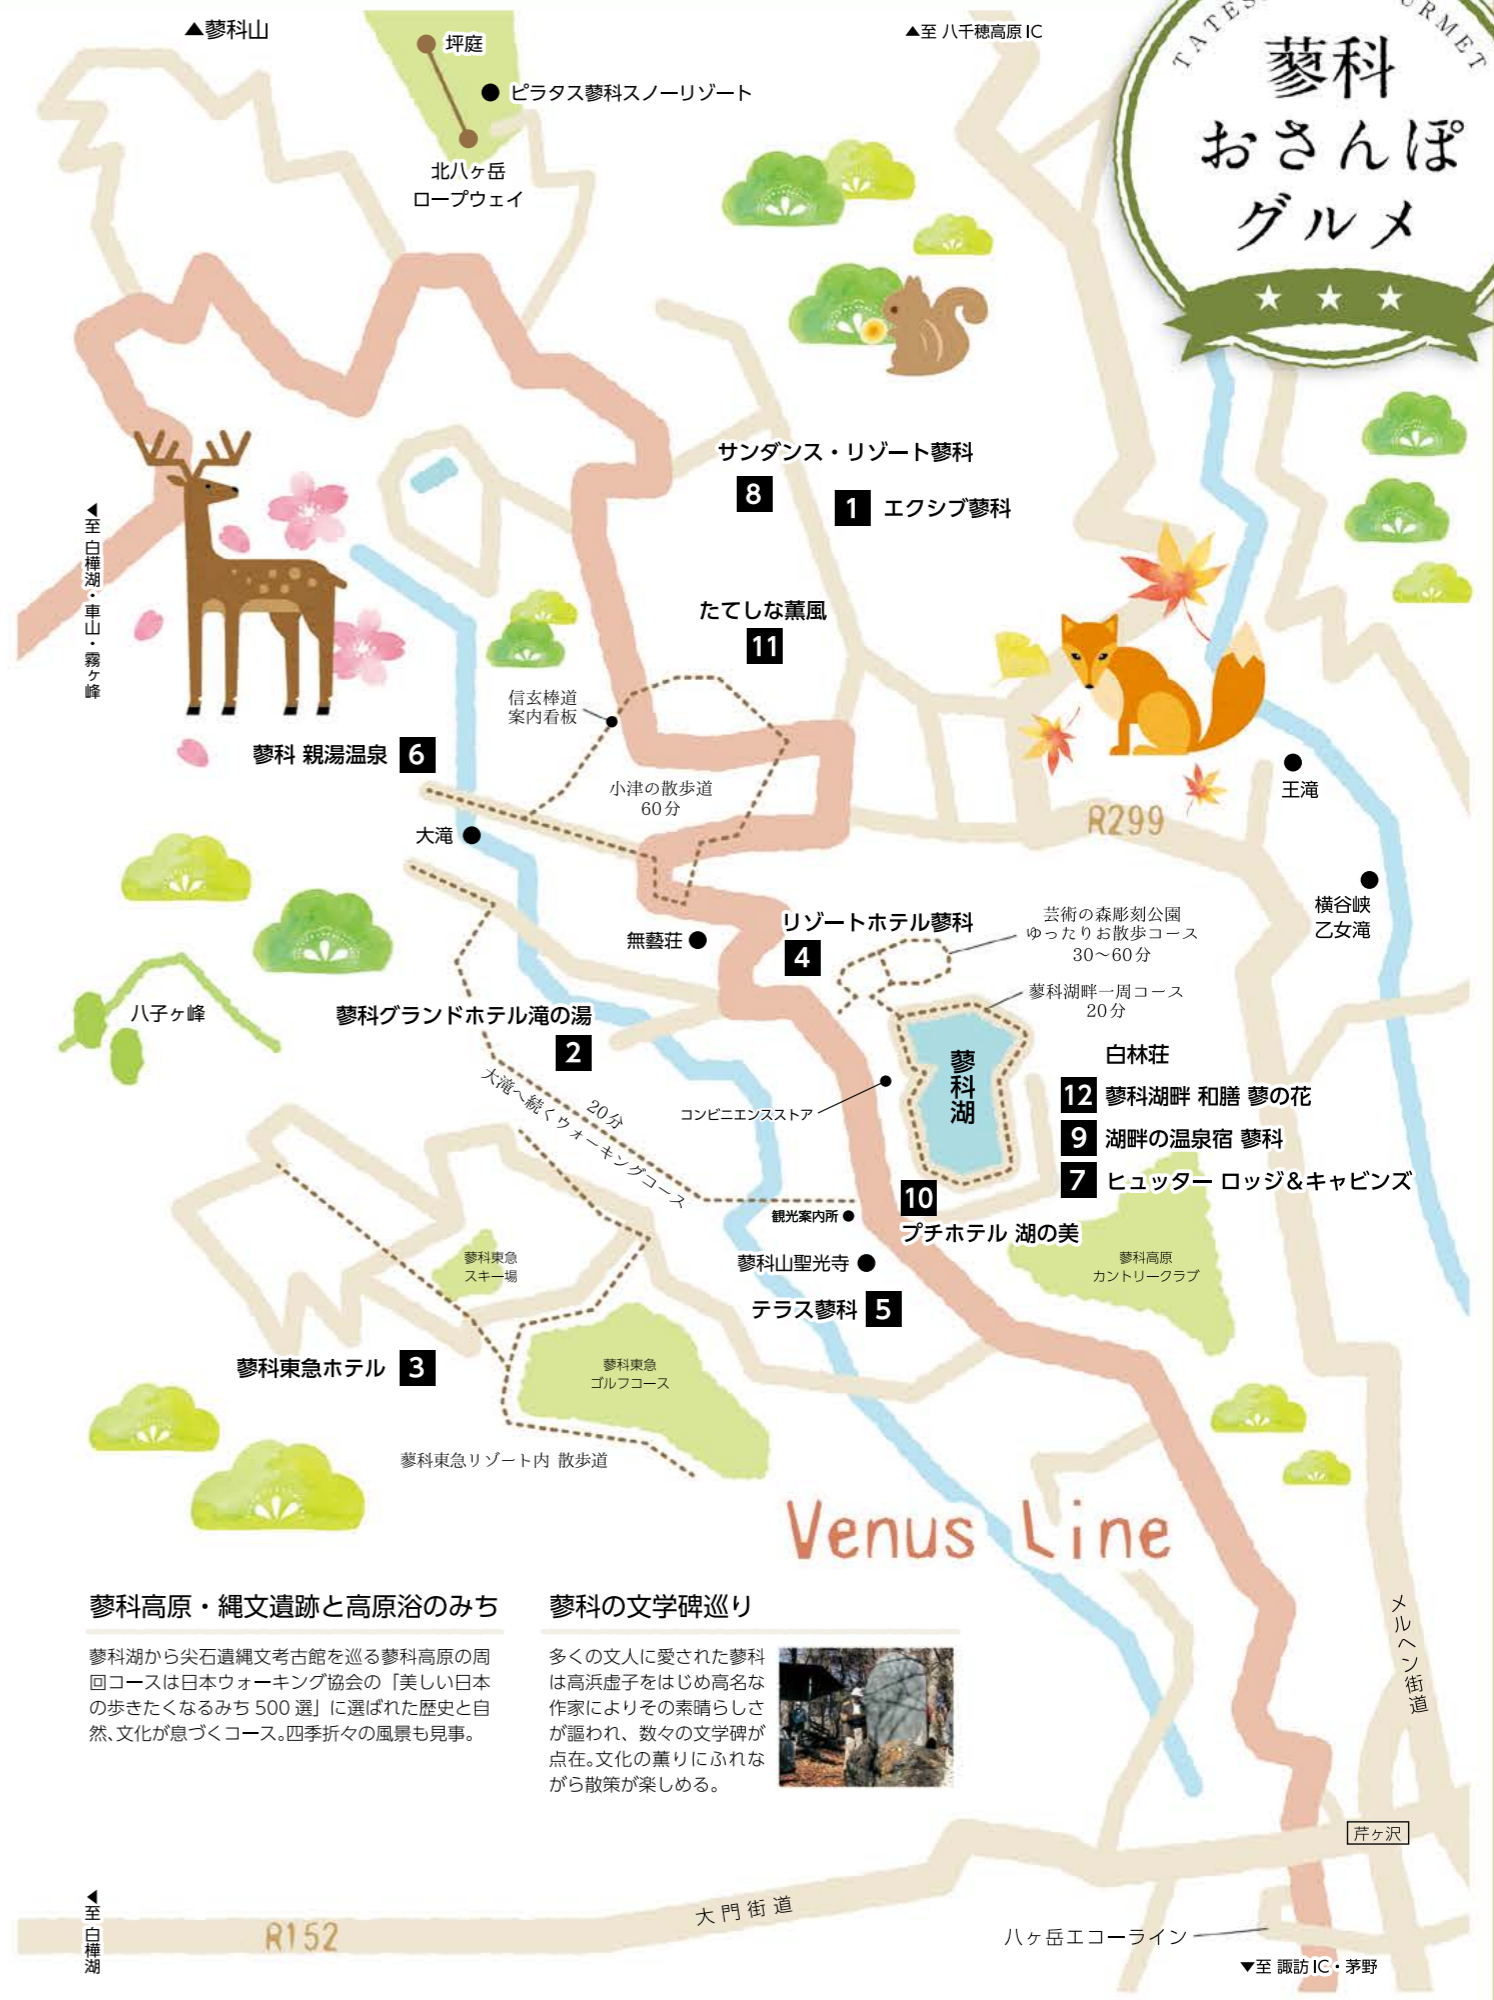 ▲蓼科山
坪庭
ピラタス蓼科スノーリゾート
北八ヶ岳
ロープウェイ
▲至 八千穂高原IC
蓼科
おさんぽ
グルメ
◀至 白樺湖・車山・霧ヶ峰
サンダンス・リゾート蓼科
8
1 エクシブ蓼科
たてしな薫風
11
信玄棒道
案内看板
蓼科 親湯温泉 6
小津の散歩道
60分
王滝
R299
大滝
横谷峡
乙女滝
リゾートホテル蓼科
4
無藝荘
芸術の森彫刻公園
ゆったりお散歩コース
30〜60分
蓼科湖畔一周コース
20分
八子ヶ峰
蓼科グランドホテル滝の湯
2
蓼科湖
白林荘
12 蓼科湖畔 和膳 蓼の花
9 湖畔の温泉宿 蓼科
7 ヒュッター ロッジ&キャビンズ
コンビニエンスストア
20分
大滝へ続くウォーキングコース
10
プチホテル 湖の美
観光案内所
蓼科山聖光寺
テラス蓼科 5
蓼科高原
カントリークラブ
蓼科東急
スキー場
蓼科東急ホテル 3
蓼科東急
ゴルフコース
蓼科東急リゾート内 散歩道
Venus Line
蓼科高原・縄文遺跡と高原浴のみち
蓼科湖から尖石遺縄文考古館を巡る蓼科高原の周
回コースは日本ウォーキング協会の「美しい日本
の歩きたくなるみち 500 選」に選ばれた歴史と自
然、文化が息づくコース。四季折々の風景も見事。
蓼科の文学碑巡り
多くの文人に愛された蓼科
は高浜虚子をはじめ高名な
作家によりその素晴らしさ
が謳われ、数々の文学碑が
点在。文化の薫りにふれな
がら散策が楽しめる。
メルヘン街道
芹ヶ沢
◀至 白樺湖
R152
大門街道
八ヶ岳エコーライン
▼至 諏訪IC・茅野